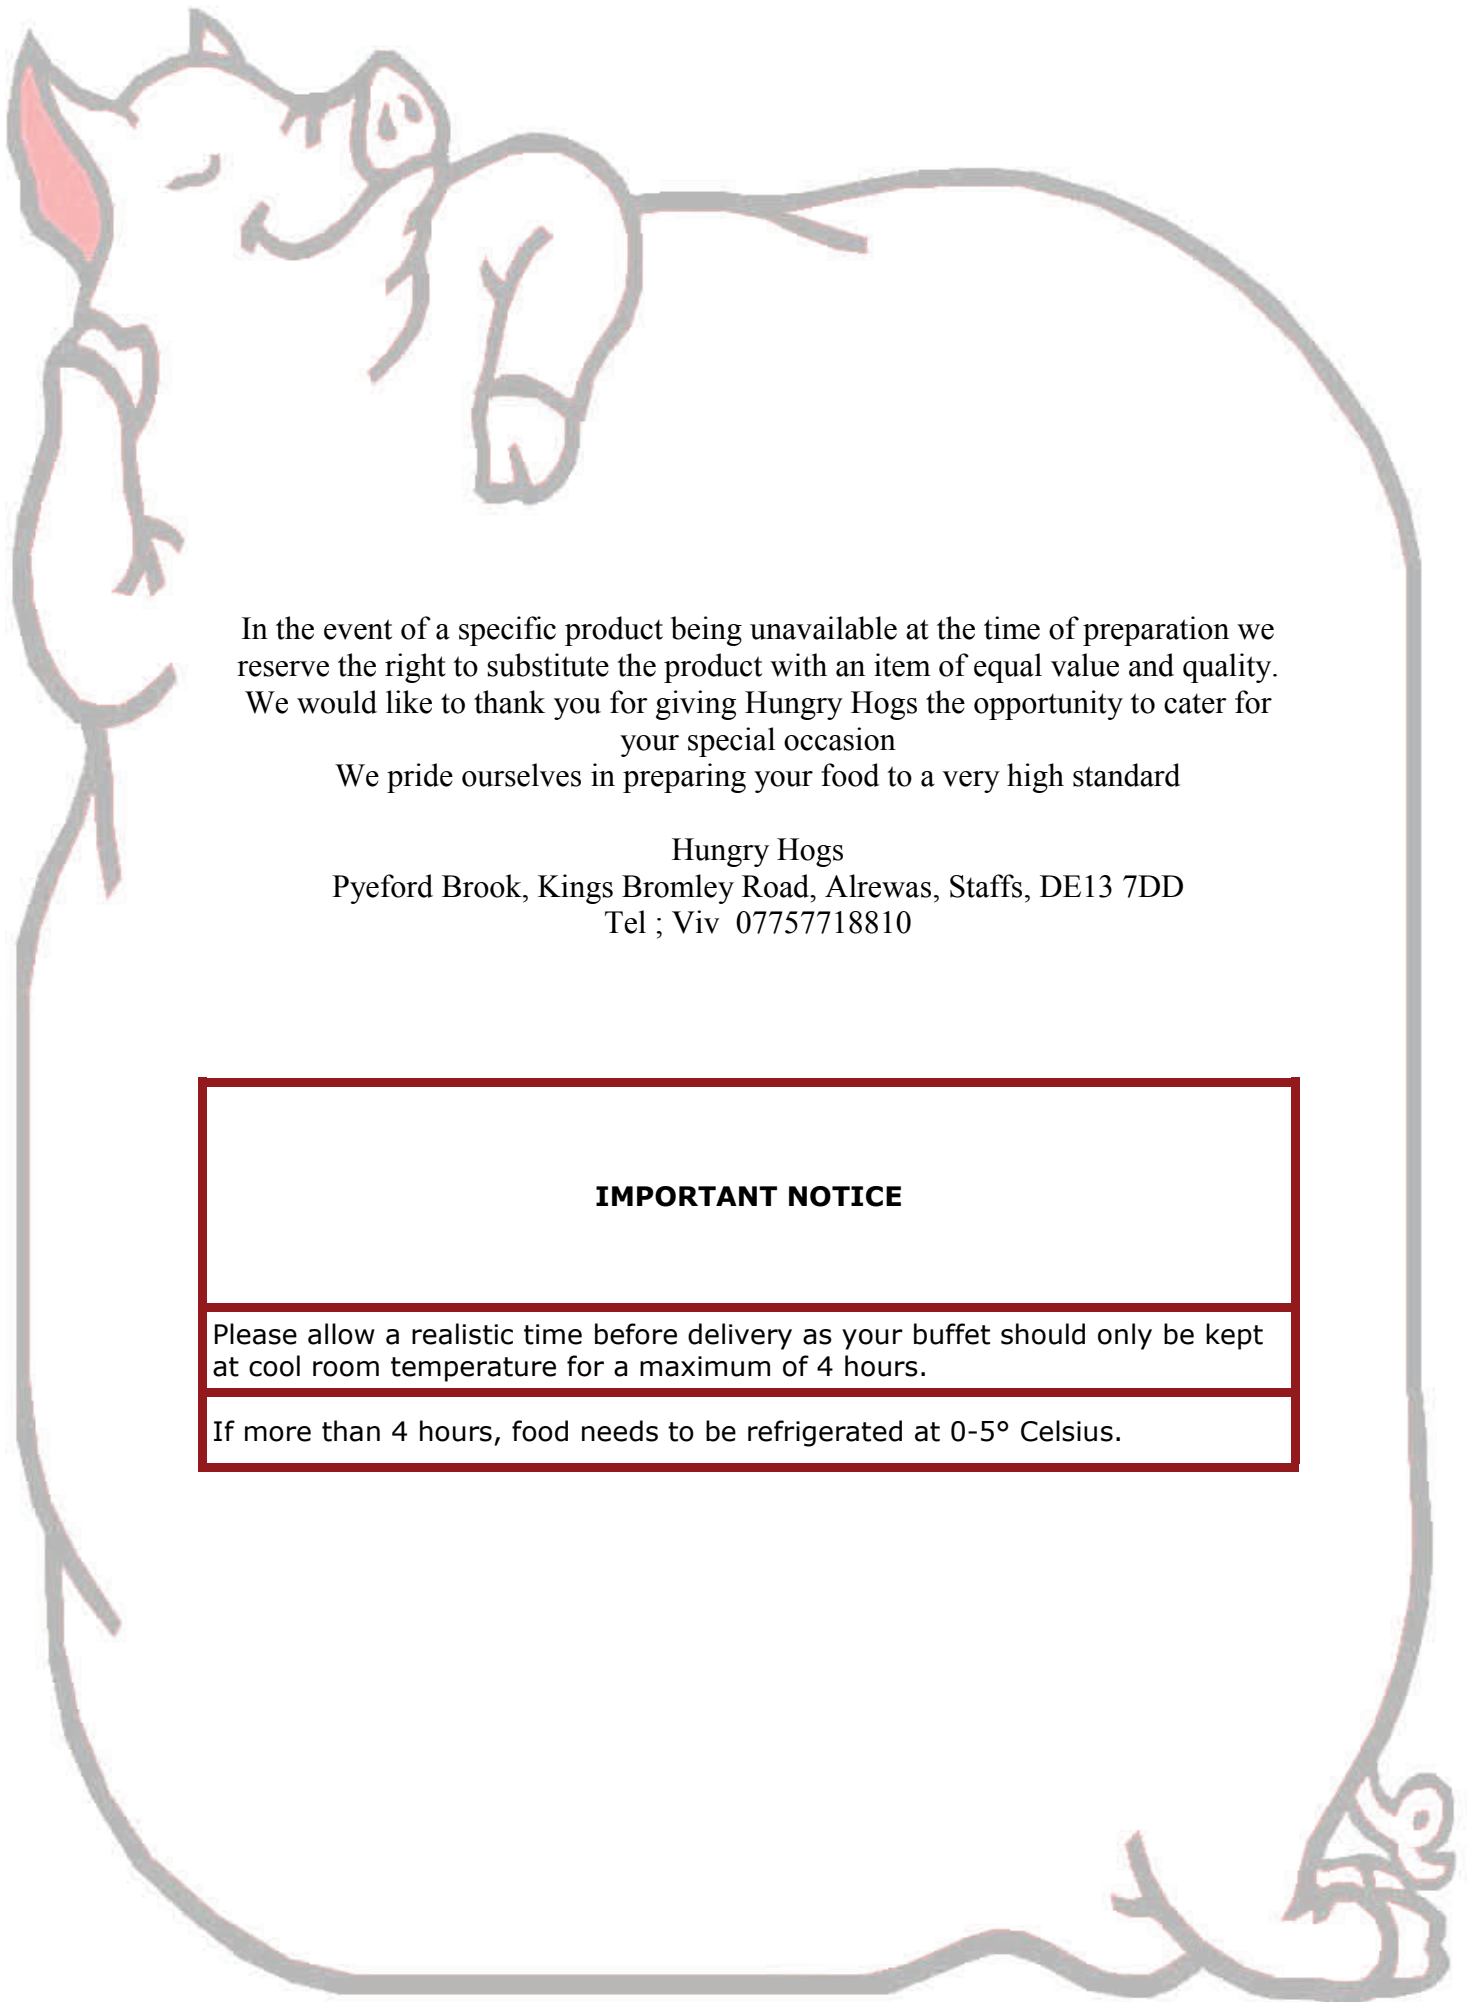 In the event of a specific product being unavailable at the time of preparation we
reserve the right to substitute the product with an item of equal value and quality.
We would like to thank you for giving Hungry Hogs the opportunity to cater for
your special occasion
We pride ourselves in preparing your food to a very high standard
Hungry Hogs
Pyeford Brook, Kings Bromley Road, Alrewas, Staffs, DE13 7DD
Tel ; Viv  07757718810
IMPORTANT NOTICE
Please allow a realistic time before delivery as your buffet should only be kept
at cool room temperature for a maximum of 4 hours.
If more than 4 hours, food needs to be refrigerated at 0-5° Celsius.